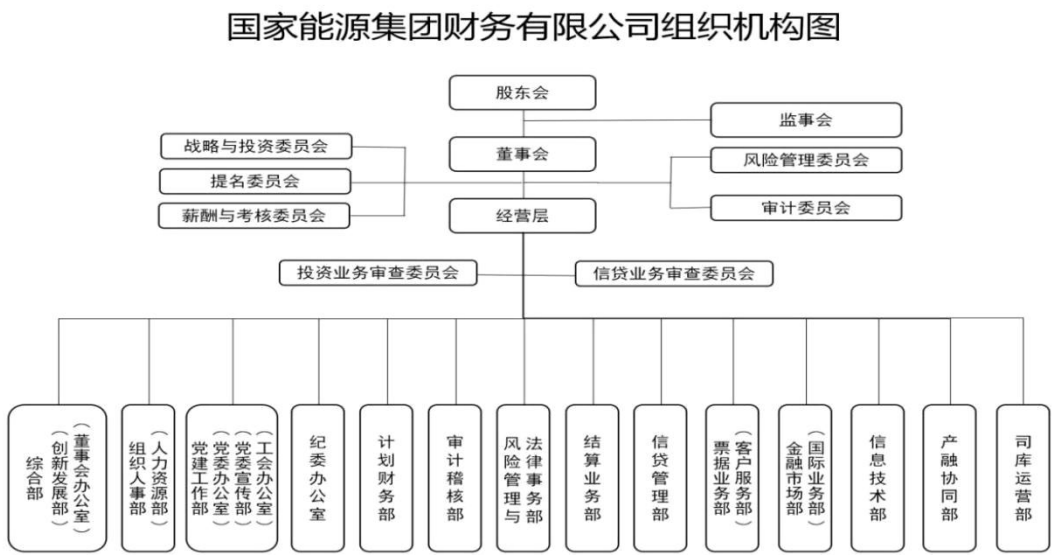 国家能源集团财务有限公司组织机构图
股东会
监事会
董事会
战略与投资委员会
提名委员会
薪酬与考核委员会
风险管理委员会
审计委员会
经营层
投资业务审查委员会
信贷业务审查委员会
综合部
（创新发展部）
（董事会办公室）
组织人事部
（人力资源部）
党建工作部
（党委办公室）
（党委宣传部）
（工会办公室）
纪委办公室
计划财务部
审计稽核部
风险管理与
法律事务部
结算业务部
信贷管理部
票据业务部
（客户服务部）
金融市场部
（国际业务部）
信息技术部
产融协同部
司库运营部